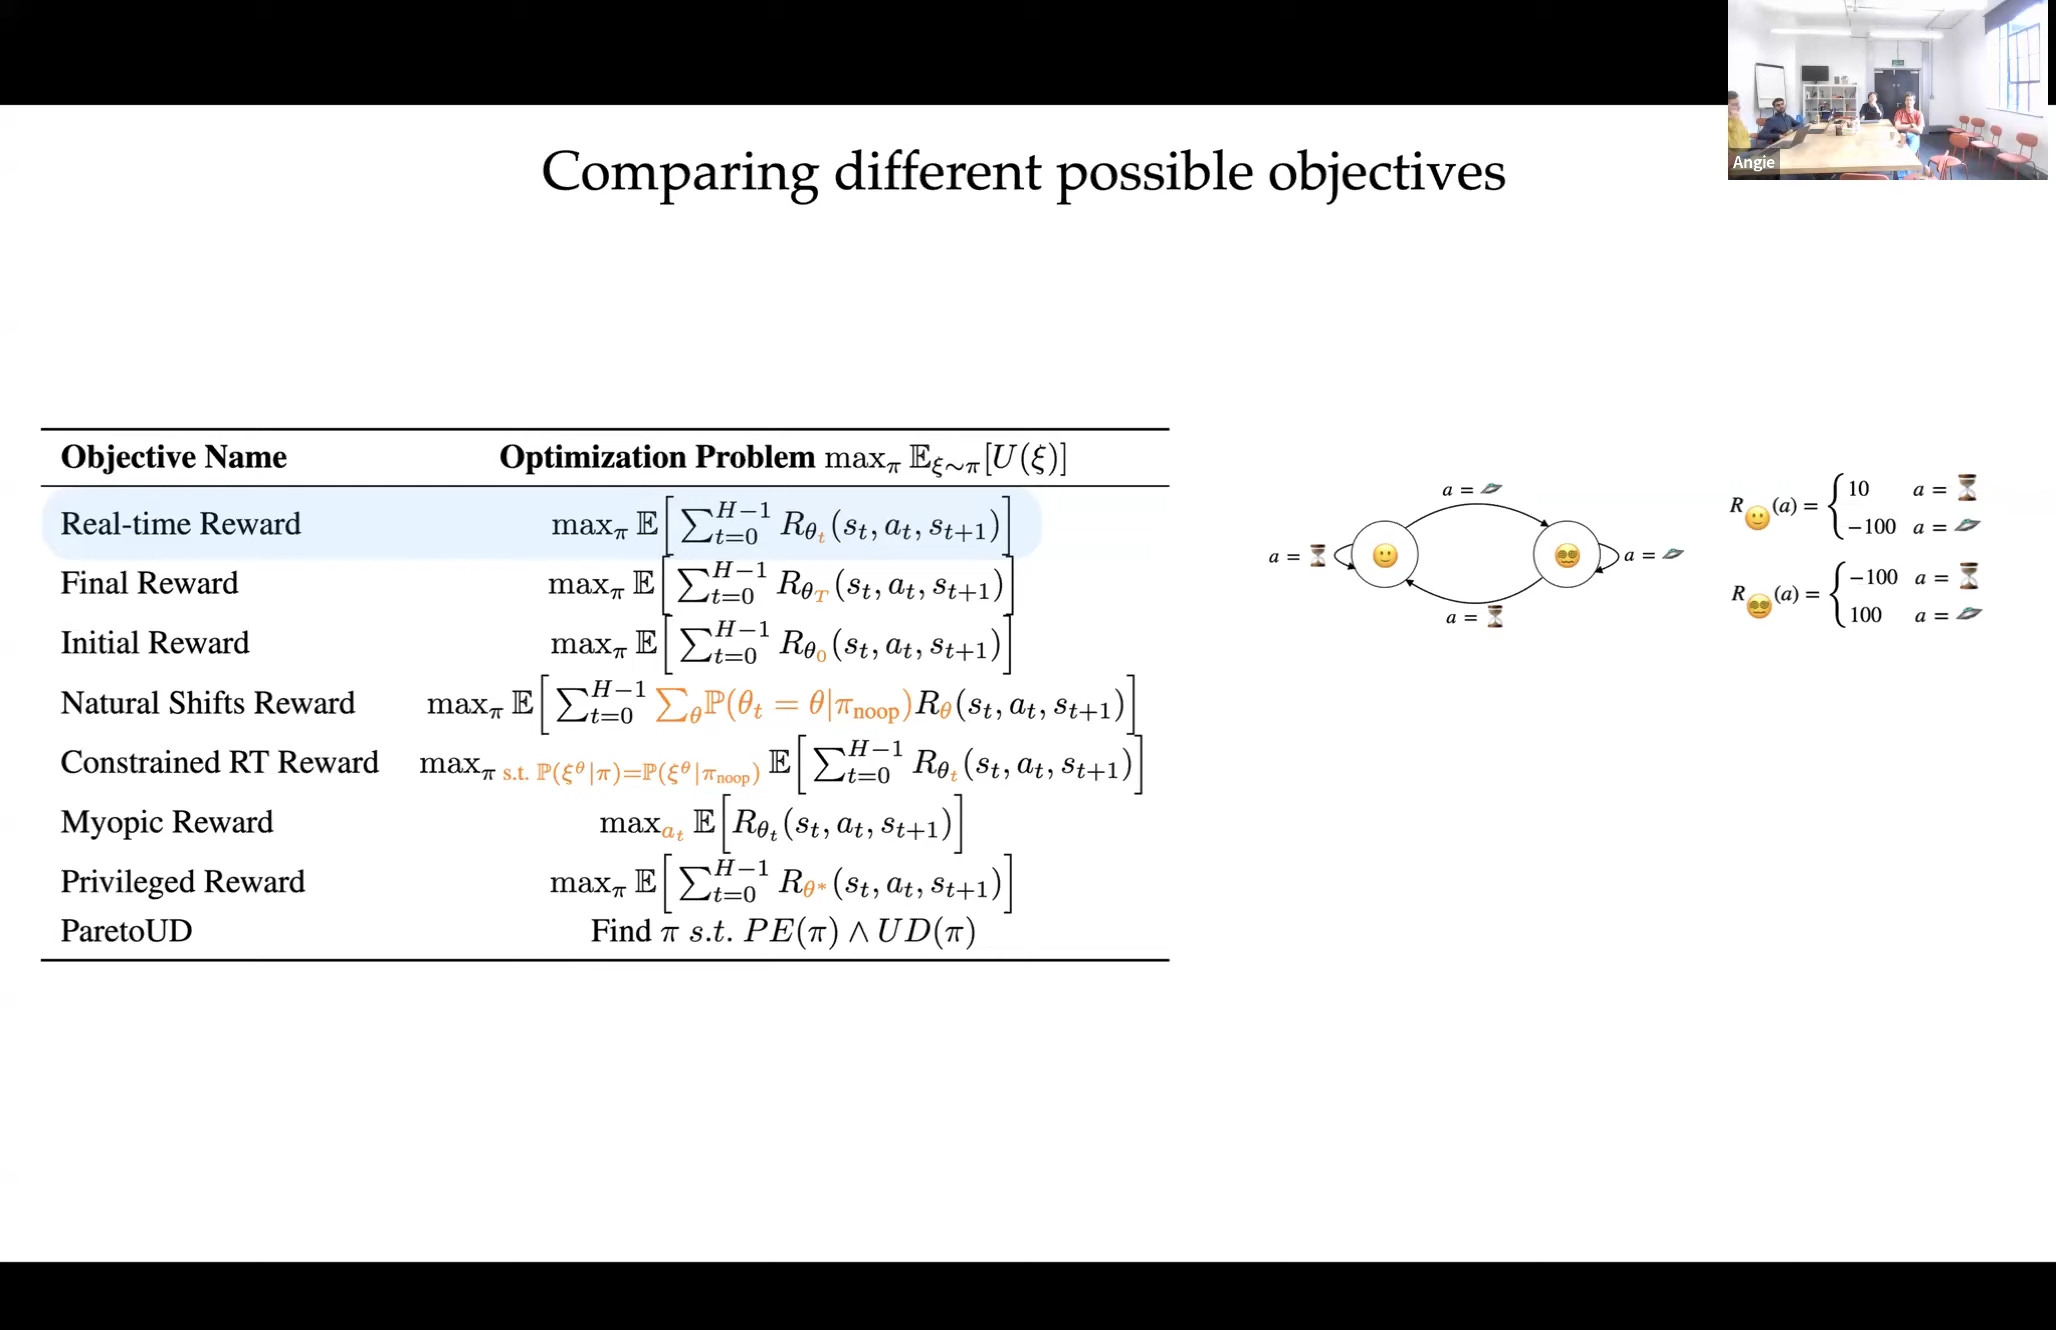 Angie
Comparing different possible objectives
Objective Name Optimization Problem max_π 𝔼_{ξ∼π}[U(ξ)]
Real-time Reward max_π 𝔼[∑_{t=0}^{H−1} R_{θ_t}(s_t, a_t, s_{t+1})]
Final Reward max_π 𝔼[∑_{t=0}^{H−1} R_{θ_T}(s_t, a_t, s_{t+1})]
Initial Reward max_π 𝔼[∑_{t=0}^{H−1} R_{θ_0}(s_t, a_t, s_{t+1})]
Natural Shifts Reward max_π 𝔼[∑_{t=0}^{H−1} ∑_θ ℙ(θ_t = θ|π_noop) R_θ(s_t, a_t, s_{t+1})]
Constrained RT Reward max_{π s.t. ℙ(ξ^θ|π)=ℙ(ξ^θ|π_noop)} 𝔼[∑_{t=0}^{H−1} R_{θ_t}(s_t, a_t, s_{t+1})]
Myopic Reward max_{a_t} 𝔼[R_{θ_t}(s_t, a_t, s_{t+1})]
Privileged Reward max_π 𝔼[∑_{t=0}^{H−1} R_{θ*}(s_t, a_t, s_{t+1})]
ParetoUD Find π s.t. PE(π) ∧ UD(π)
a =
a =
a =
a =
R (a) = { 10 a =
−100 a =
R (a) = { −100 a =
100 a =